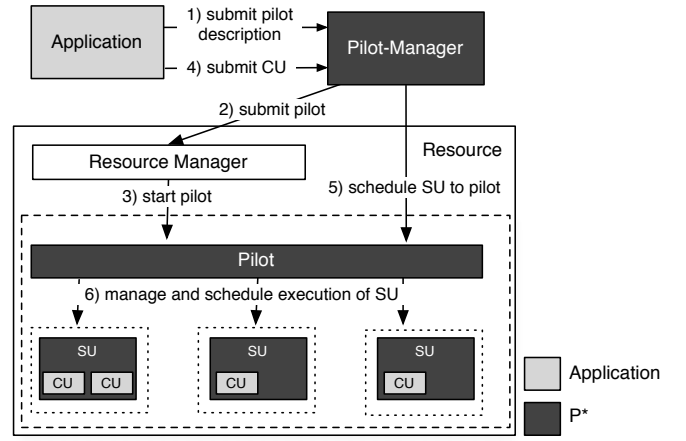 1) submit pilot
description
Application
Pilot-Manager
4) submit CU
2) submit pilot
Resource
Resource Manager
3) start pilot
5) schedule SU to pilot
Pilot
6) manage and schedule execution of SU
SU
CU CU
SU
CU
SU
CU
Application
P*